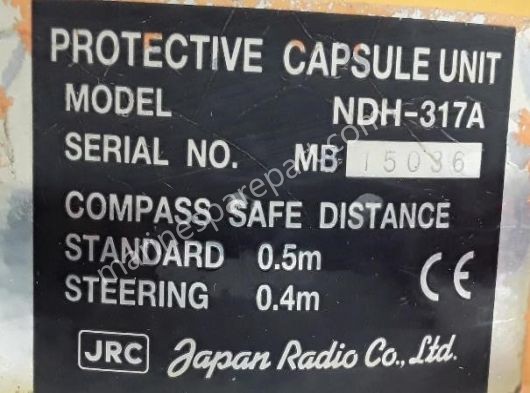 PROTECTIVE CAPSULE UNIT
MODEL NDH-317A
SERIAL NO. MB 15036
COMPASS SAFE DISTANCE
STANDARD 0.5m
STEERING 0.4m
CE
JRC Japan Radio Co., Ltd.